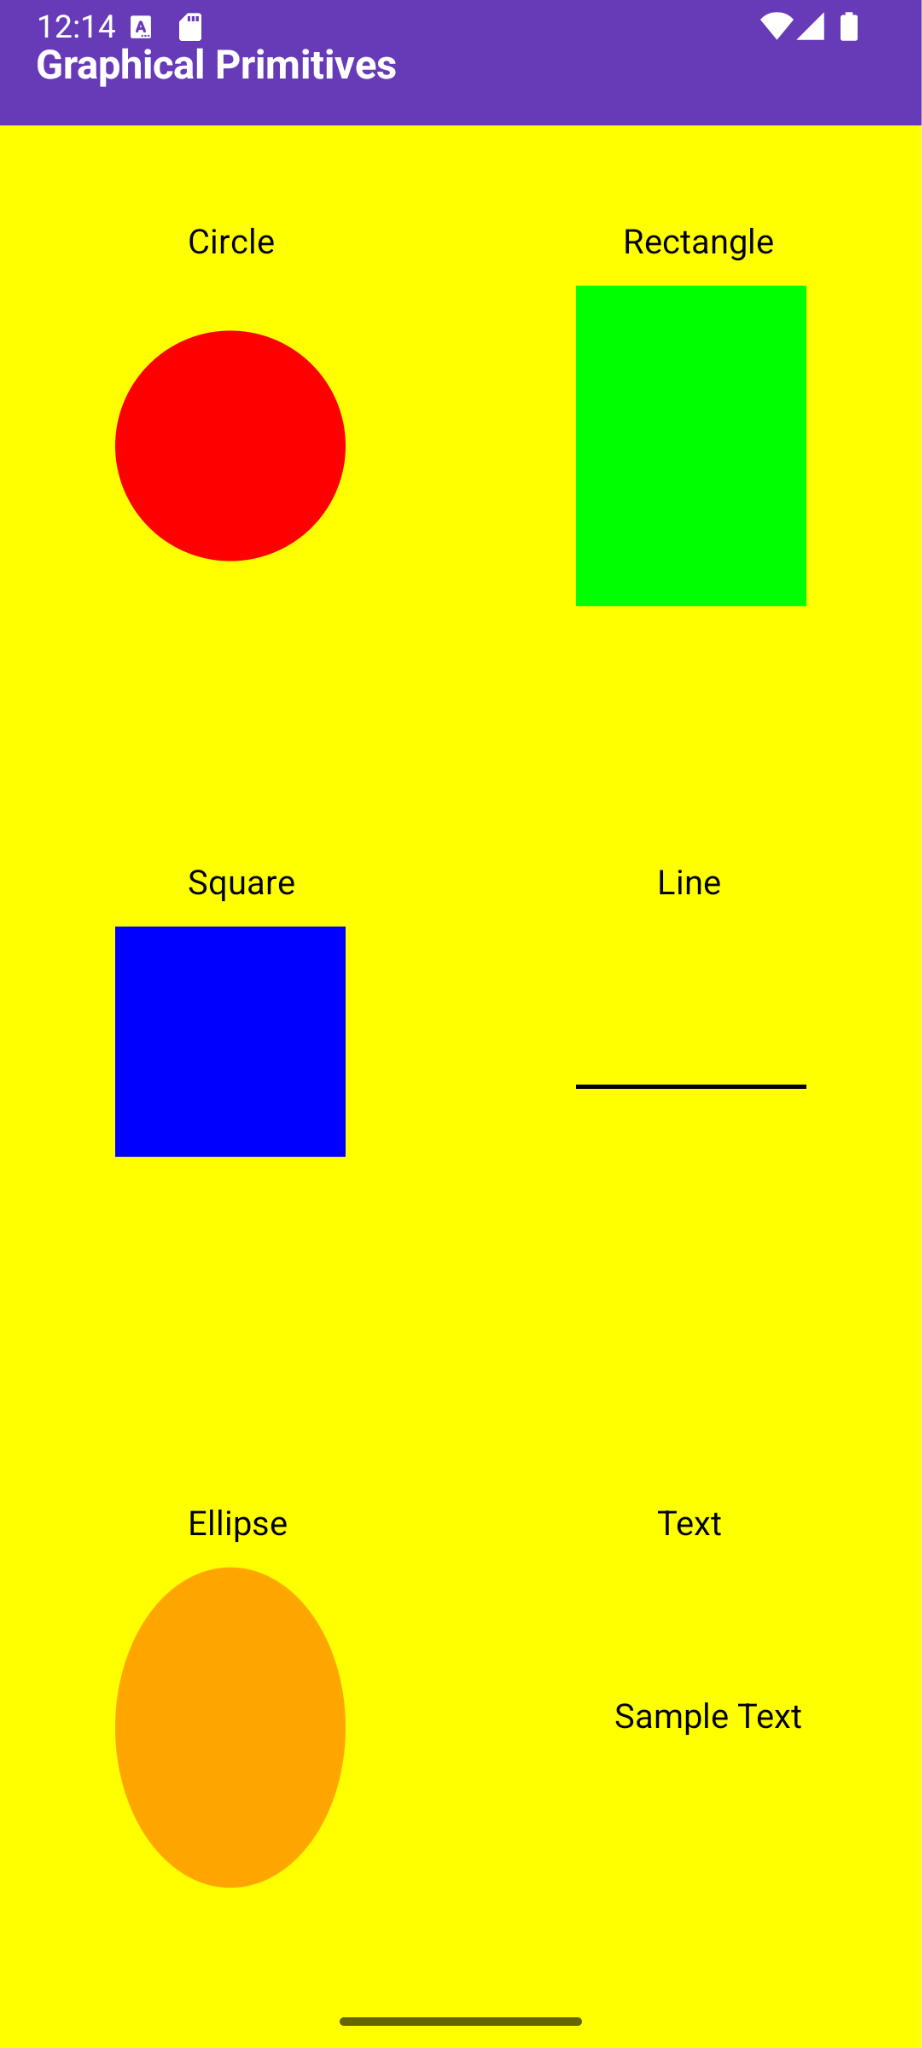 12:14
Graphical Primitives
Circle Rectangle
Square Line
Ellipse Text
Sample Text